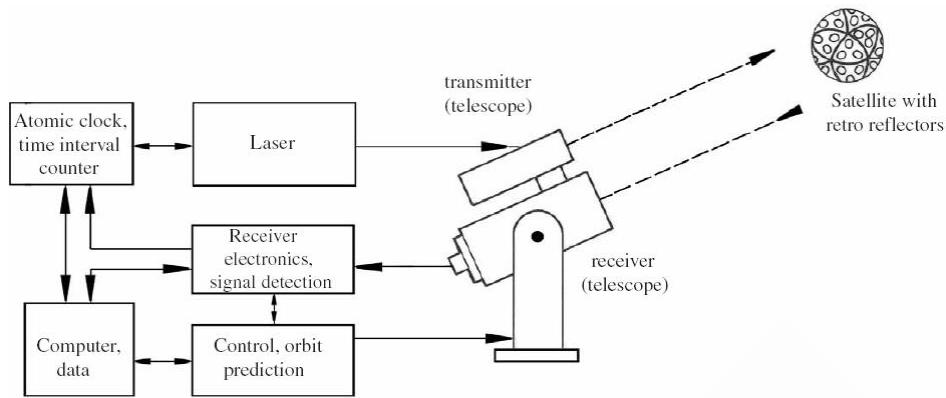 transmitter
(telescope)
Satellite with
retro reflectors
Atomic clock,
time interval
counter
Laser
Receiver
electronics,
signal detection
receiver
(telescope)
Computer,
data
Control, orbit
prediction